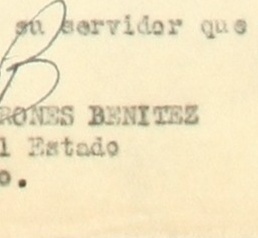 su servidor que
RONES BENITEZ
l Estado
o.